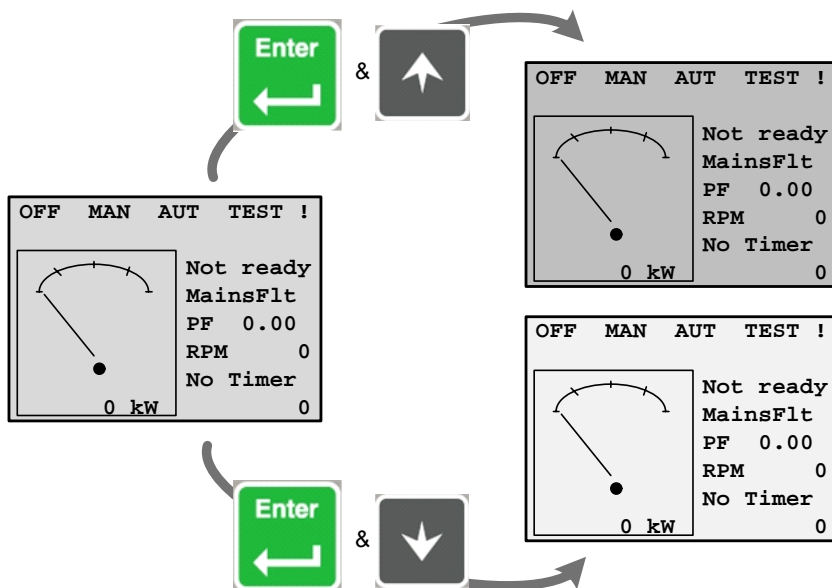 Enter
&
OFF MAN AUT TEST !
Not ready
MainsFlt
PF 0.00
RPM 0
No Timer
0 kW 0
OFF MAN AUT TEST !
Not ready
MainsFlt
PF 0.00
RPM 0
No Timer
0 kW 0
OFF MAN AUT TEST !
Not ready
MainsFlt
PF 0.00
RPM 0
No Timer
0 kW 0
Enter
&